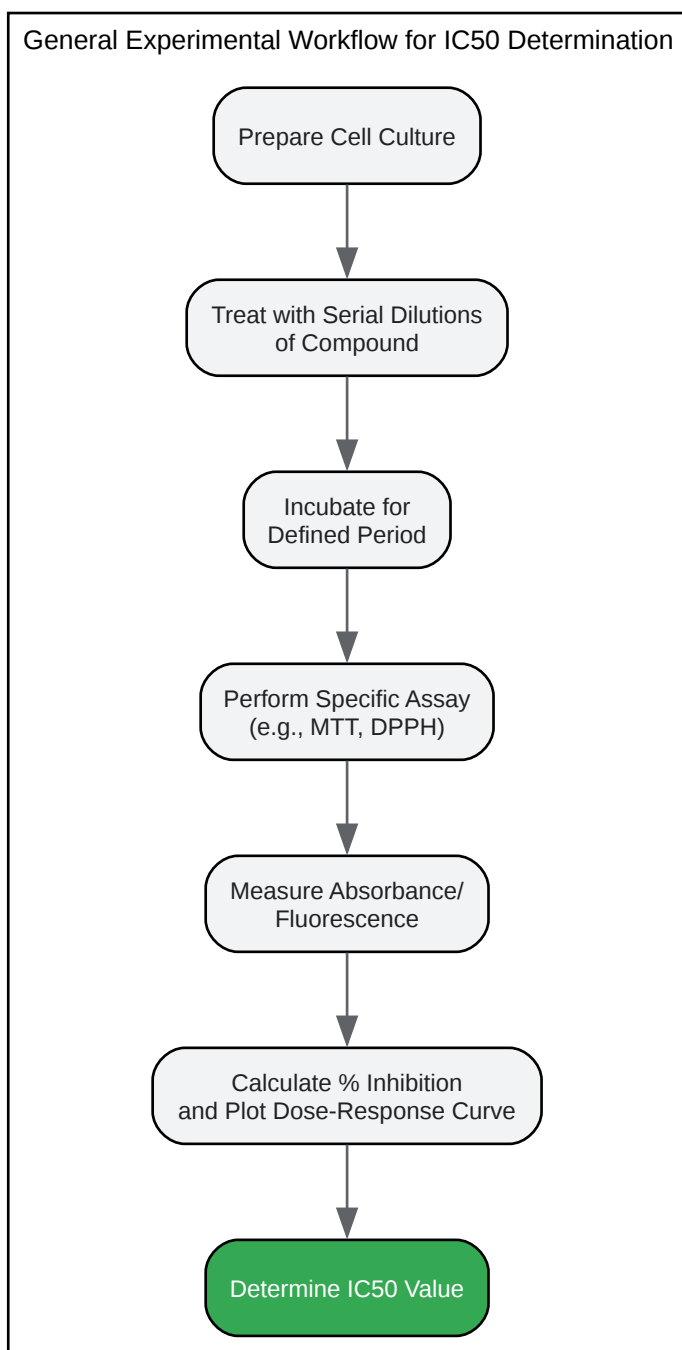 General Experimental Workflow for IC50 Determination
Prepare Cell Culture
Treat with Serial Dilutions
of Compound
Incubate for
Defined Period
Perform Specific Assay
(e.g., MTT, DPPH)
Measure Absorbance/
Fluorescence
Calculate % Inhibition
and Plot Dose-Response Curve
Determine IC50 Value